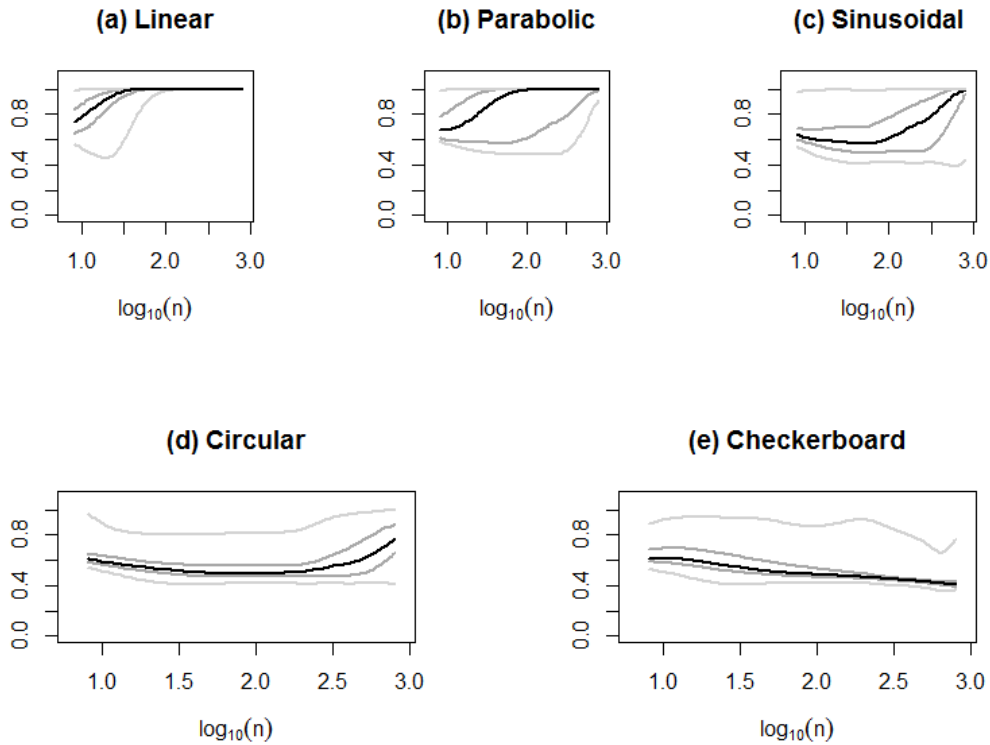 (a) Linear
(b) Parabolic
(c) Sinusoidal
0.0 0.4 0.8
0.0 0.4 0.8
0.0 0.4 0.8
1.0 2.0 3.0
1.0 2.0 3.0
1.0 2.0 3.0
log₁₀(n)
log₁₀(n)
log₁₀(n)
(d) Circular
(e) Checkerboard
0.0 0.4 0.8
0.0 0.4 0.8
1.0 1.5 2.0 2.5 3.0
1.0 1.5 2.0 2.5 3.0
log₁₀(n)
log₁₀(n)